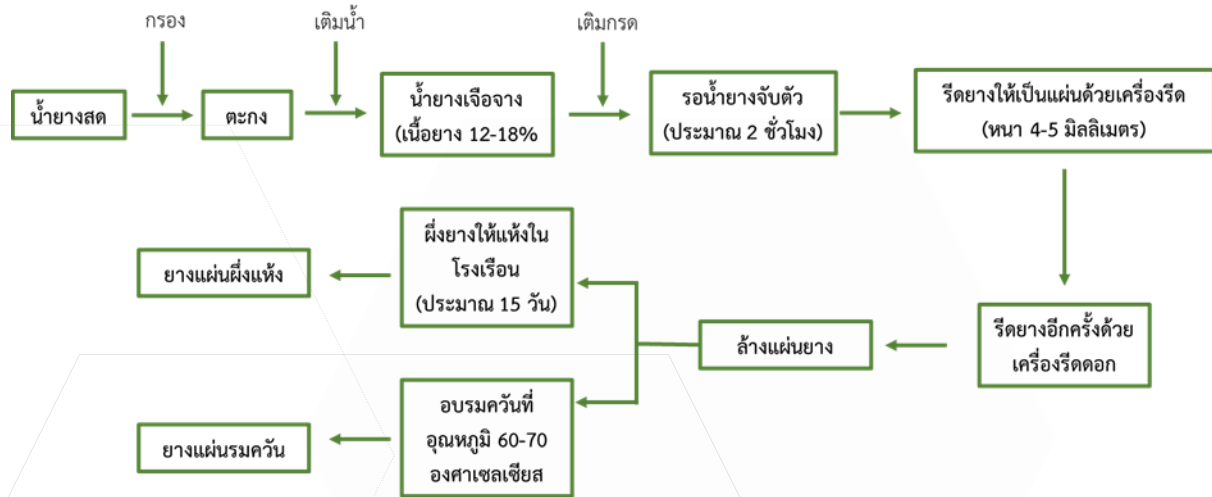 กรอง
เติมน้ำ
เติมกรด
น้ำยางสด
ตะกง
น้ำยางเจือจาง
(เนื้อยาง 12-18%
รอน้ำยางจับตัว
(ประมาณ 2 ชั่วโมง)
รีดยางให้เป็นแผ่นด้วยเครื่องรีด
(หนา 4-5 มิลลิเมตร)
รีดยางอีกครั้งด้วย
เครื่องรีดดอก
ล้างแผ่นยาง
ผึ่งยางให้แห้งใน
โรงเรือน
(ประมาณ 15 วัน)
ยางแผ่นผึ่งแห้ง
อบรมควันที่
อุณหภูมิ 60-70
องศาเซลเซียส
ยางแผ่นรมควัน